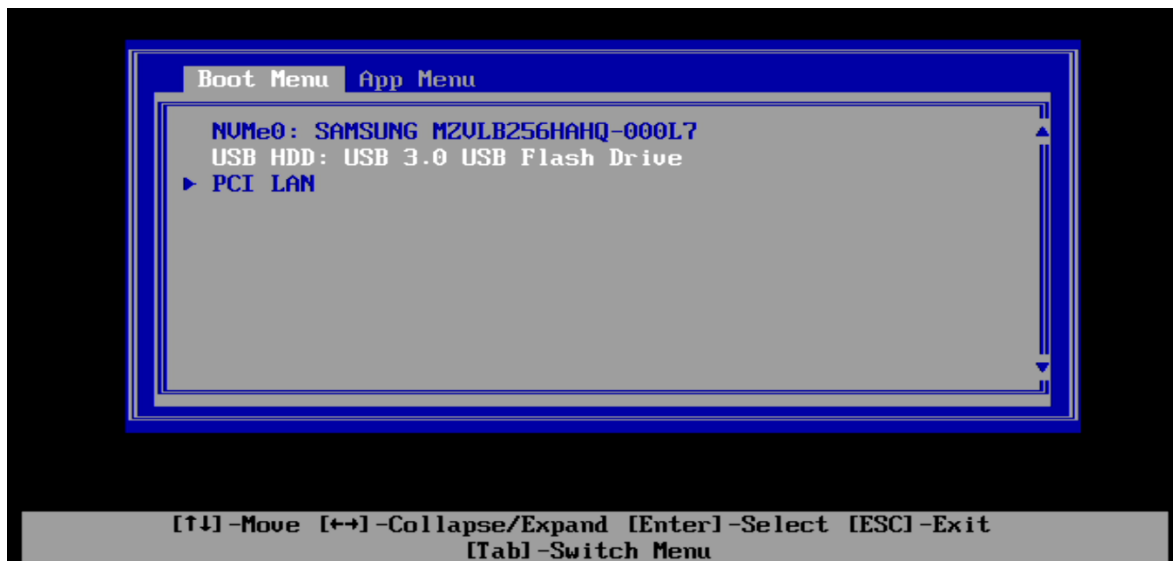 Boot Menu App Menu
NVMe0: SAMSUNG MZVLB256HAHQ-000L7
USB HDD: USB 3.0 USB Flash Drive
PCI LAN
[↑↓]-Move [←→]-Collapse/Expand [Enter]-Select [ESC]-Exit
[Tab]-Switch Menu